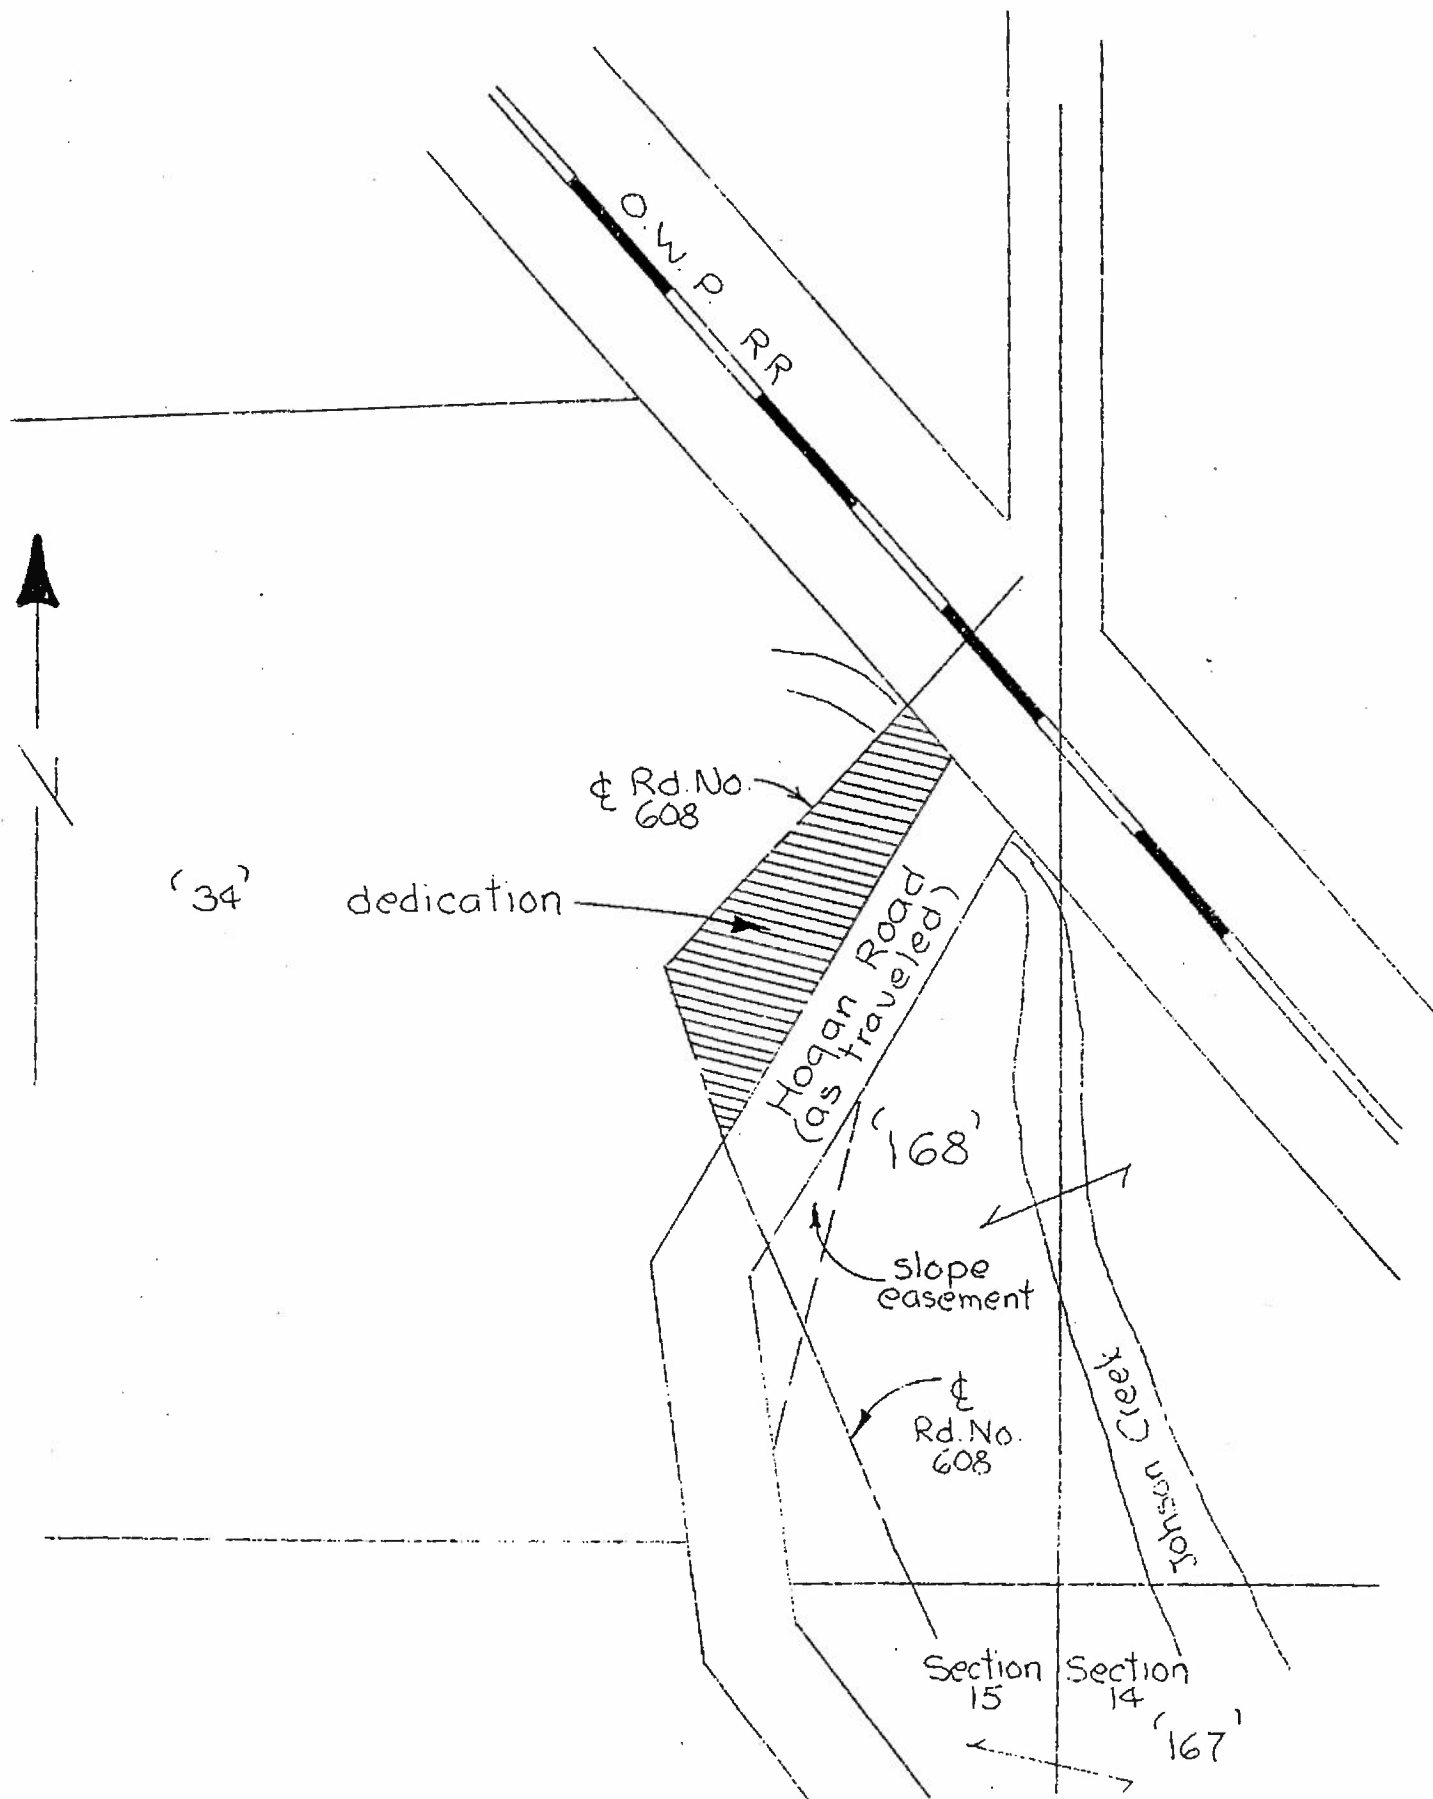 O.W.P. RR
℄ Rd. No.
608
'34'
dedication
Hogan Road
(as traveled)
'168'
slope
easement
℄
Rd. No.
608
Johson Creek
Section
15
Section
14
'167'